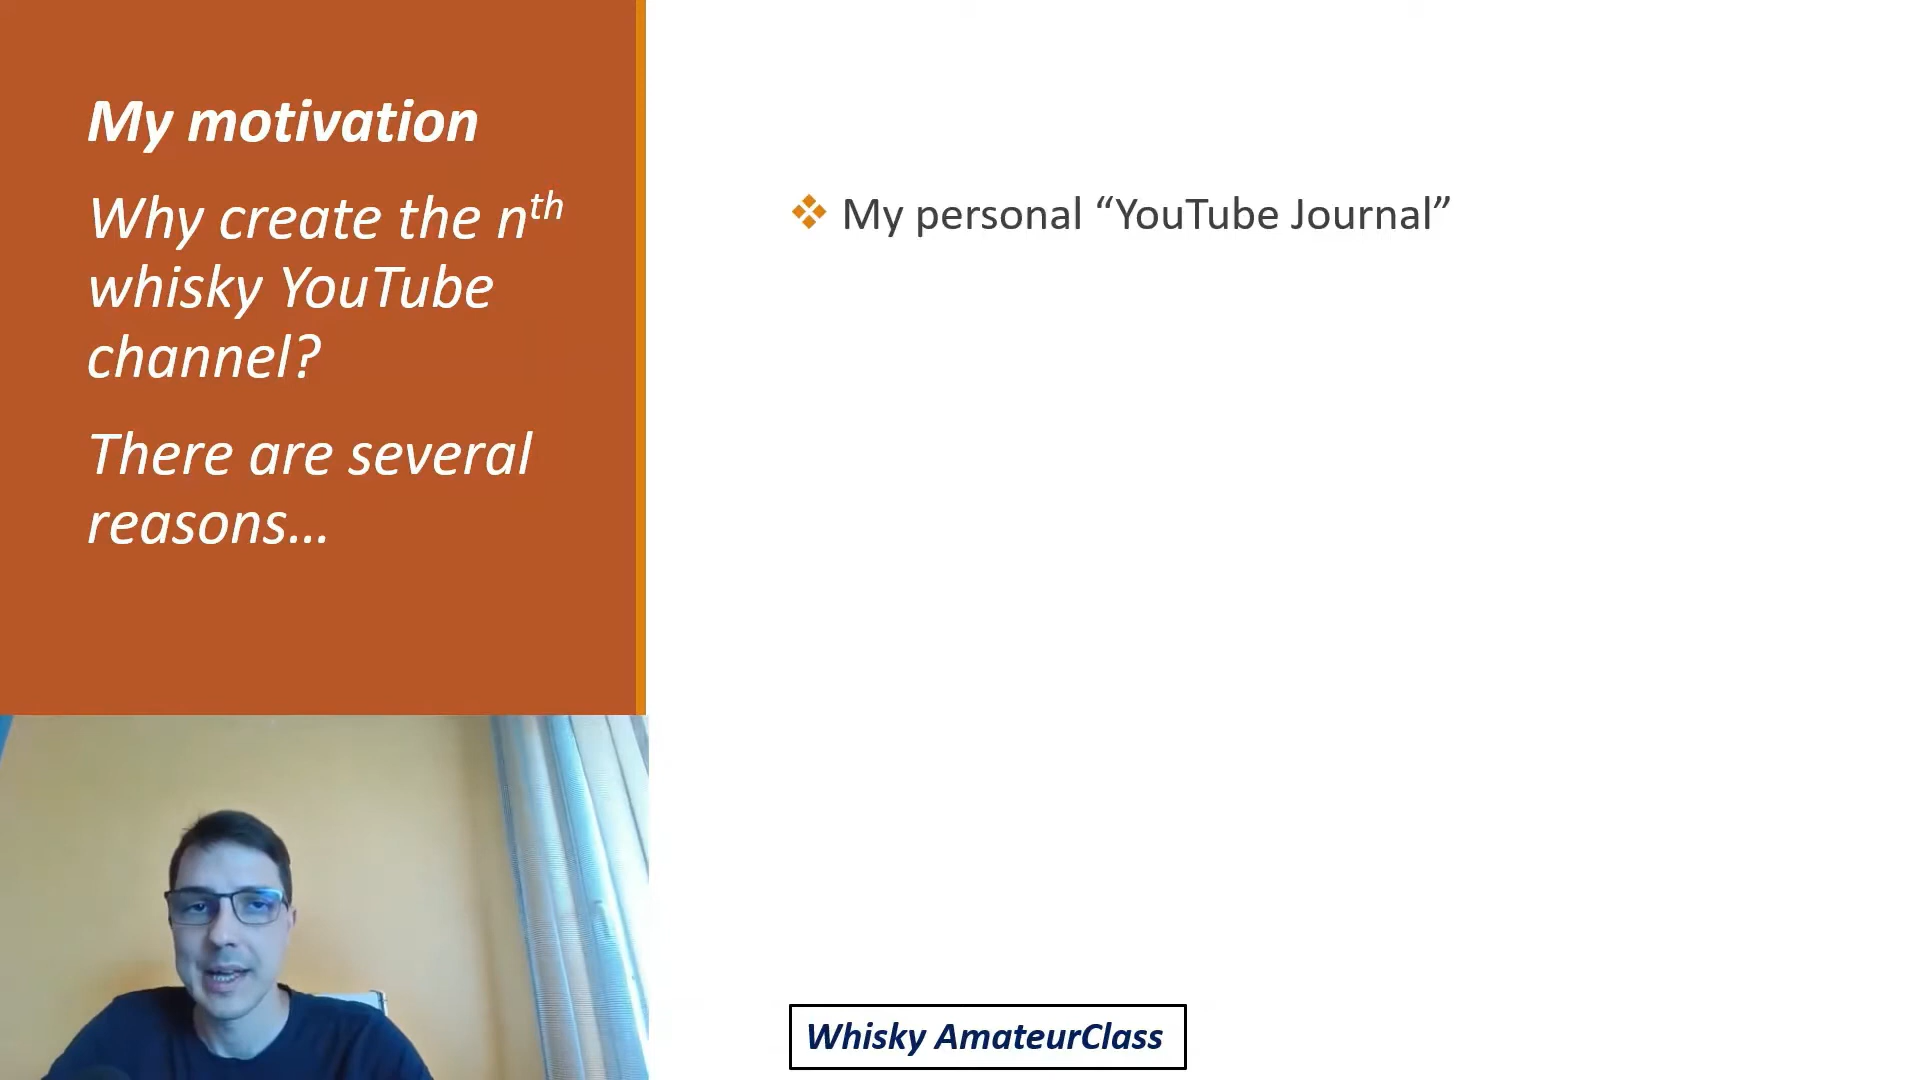 My motivation
Why create the nth
whisky YouTube
channel?
There are several
reasons...
My personal “YouTube Journal”
Whisky AmateurClass